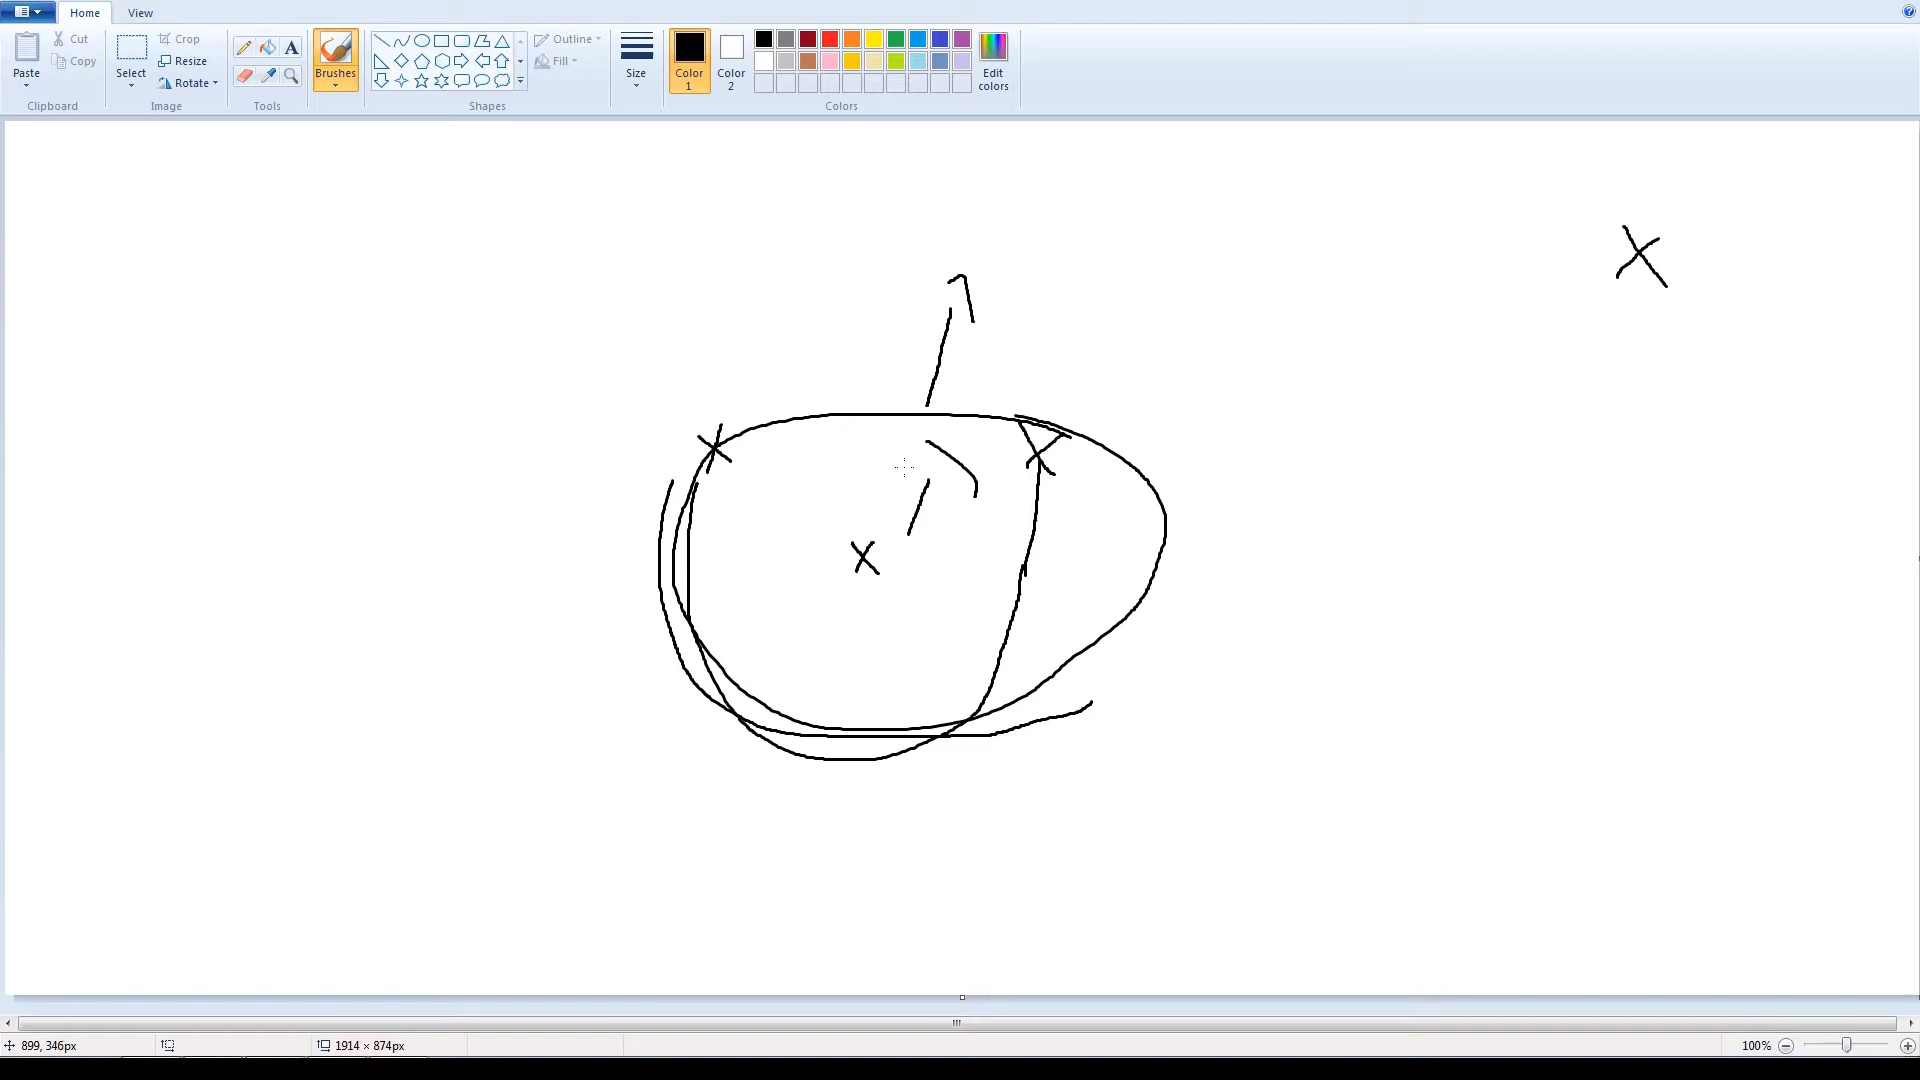 Home View
Paste Cut Copy Clipboard
Select Crop Resize Rotate Image
A Tools
Brushes
Outline Fill Shapes
Size
Color 1 Color 2 Edit colors Colors
X
X X
X
899, 346px 1914 × 874px 100%